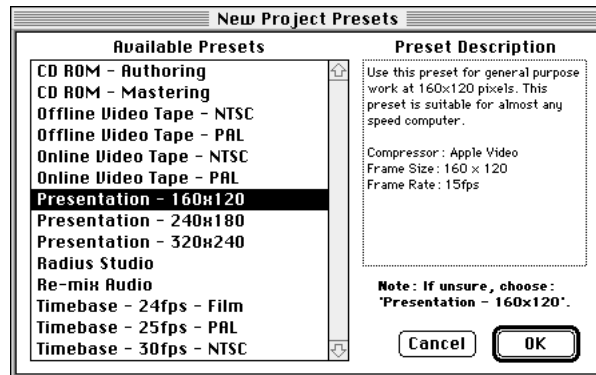 New Project Presets
Available Presets
CD ROM - Authoring
CD ROM - Mastering
Offline Video Tape - NTSC
Offline Video Tape - PAL
Online Video Tape - NTSC
Online Video Tape - PAL
Presentation - 160x120
Presentation - 240x180
Presentation - 320x240
Radius Studio
Re-mix Audio
Timebase - 24fps - Film
Timebase - 25fps - PAL
Timebase - 30fps - NTSC
Preset Description
Use this preset for general purpose
work at 160x120 pixels. This
preset is suitable for almost any
speed computer.
Compressor: Apple Video
Frame Size: 160 x 120
Frame Rate: 15fps
Note: If unsure, choose:
"Presentation - 160x120".
Cancel
OK